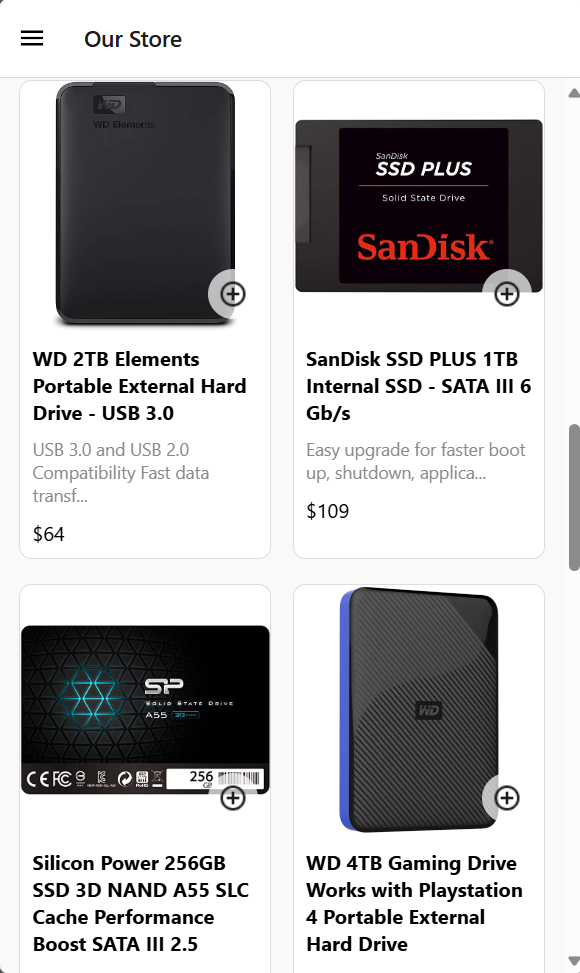 Our Store
WD
WD Elements
WD 2TB Elements
Portable External Hard
Drive - USB 3.0
USB 3.0 and USB 2.0
Compatibility Fast data
transf...
$64
SanDisk
SSD PLUS
Solid State Drive
SanDisk
SanDisk SSD PLUS 1TB
Internal SSD - SATA III 6
Gb/s
Easy upgrade for faster boot
up, shutdown, applica...
$109
SP
SOLID STATE DRIVE
A55
CE FC
256
GB
Silicon Power 256GB
SSD 3D NAND A55 SLC
Cache Performance
Boost SATA III 2.5
WD
WD 4TB Gaming Drive
Works with Playstation
4 Portable External
Hard Drive